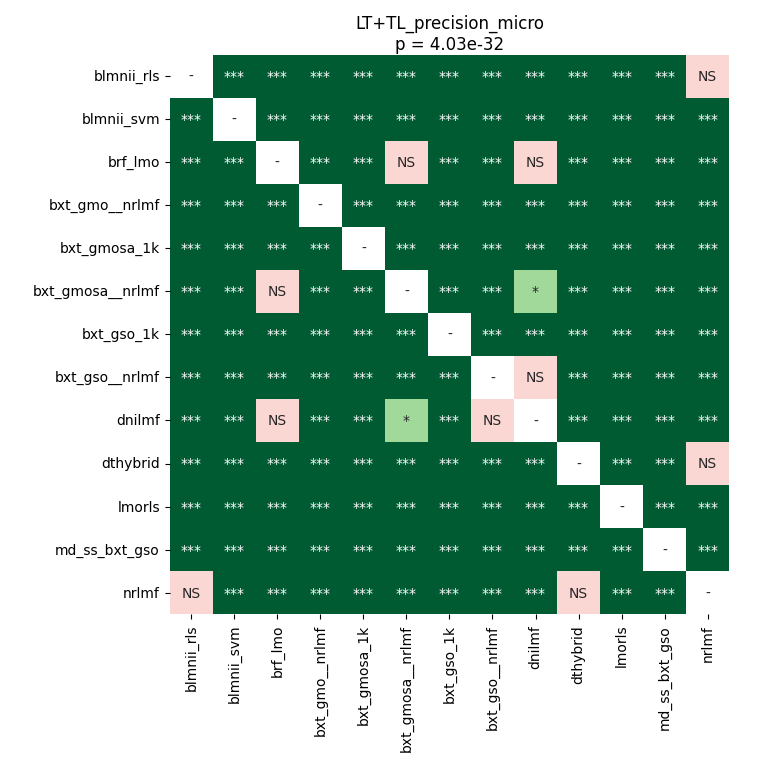 LT+TL_precision_micro
p = 4.03e-32
blmnii_rls - *** *** *** *** *** *** *** *** *** *** *** NS
blmnii_svm *** - *** *** *** *** *** *** *** *** *** *** ***
brf_lmo *** *** - *** *** NS *** *** NS *** *** *** ***
bxt_gmo__nrlmf *** *** *** - *** *** *** *** *** *** *** *** ***
bxt_gmosa_1k *** *** *** *** - *** *** *** *** *** *** *** ***
bxt_gmosa__nrlmf *** *** NS *** *** - *** *** * *** *** *** ***
bxt_gso_1k *** *** *** *** *** *** - *** *** *** *** *** ***
bxt_gso__nrlmf *** *** *** *** *** *** *** - NS *** *** *** ***
dnilmf *** *** NS *** *** * *** NS - *** *** *** ***
dthybrid *** *** *** *** *** *** *** *** *** - *** *** NS
lmorls *** *** *** *** *** *** *** *** *** *** - *** ***
md_ss_bxt_gso *** *** *** *** *** *** *** *** *** *** *** - ***
nrlmf NS *** *** *** *** *** *** *** *** NS *** *** -
blmnii_rls
blmnii_svm
brf_lmo
bxt_gmo__nrlmf
bxt_gmosa_1k
bxt_gmosa__nrlmf
bxt_gso_1k
bxt_gso__nrlmf
dnilmf
dthybrid
lmorls
md_ss_bxt_gso
nrlmf